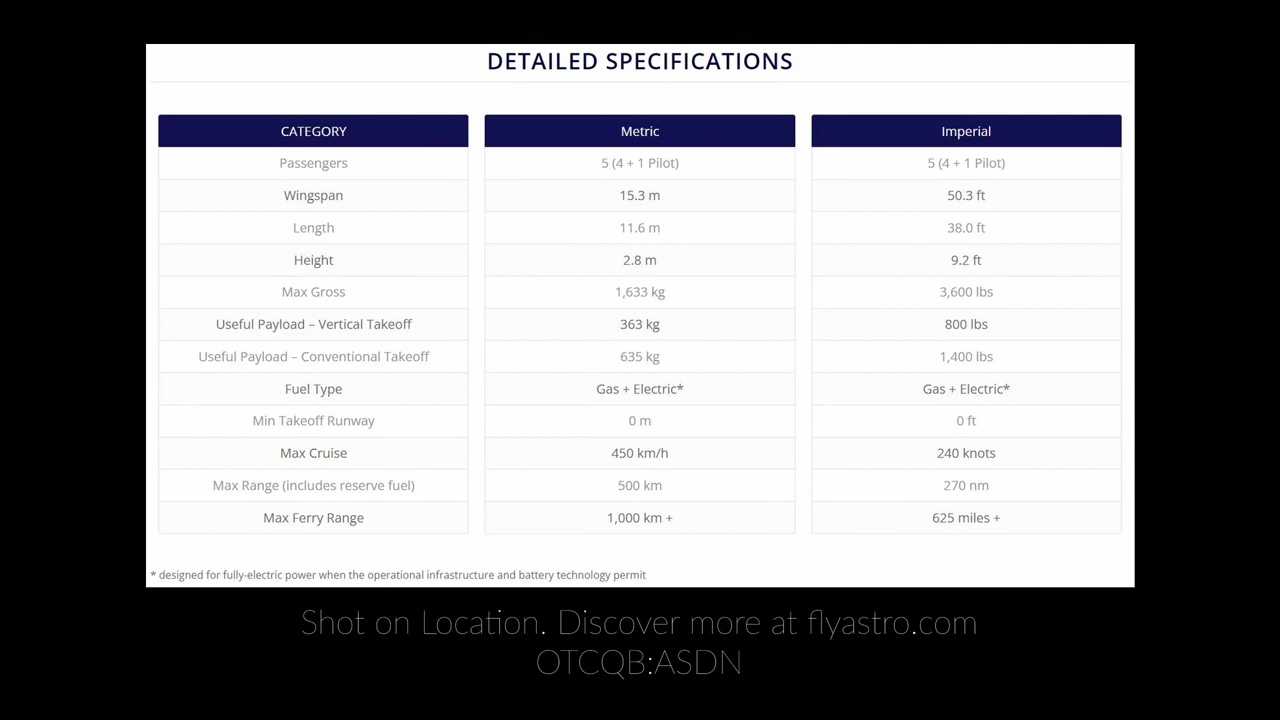 DETAILED SPECIFICATIONS
CATEGORY Metric Imperial
Passengers 5 (4 + 1 Pilot) 5 (4 + 1 Pilot)
Wingspan 15.3 m 50.3 ft
Length 11.6 m 38.0 ft
Height 2.8 m 9.2 ft
Max Gross 1,633 kg 3,600 lbs
Useful Payload – Vertical Takeoff 363 kg 800 lbs
Useful Payload – Conventional Takeoff 635 kg 1,400 lbs
Fuel Type Gas + Electric* Gas + Electric*
Min Takeoff Runway 0 m 0 ft
Max Cruise 450 km/h 240 knots
Max Range (includes reserve fuel) 500 km 270 nm
Max Ferry Range 1,000 km + 625 miles +
* designed for fully-electric power when the operational infrastructure and battery technology permit
Shot on Location. Discover more at flyastro.com
OTCQB:ASDN